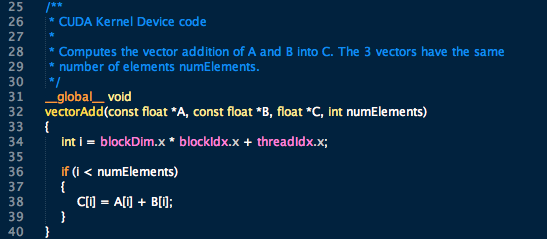 25 /**
26  * CUDA Kernel Device code
27  *
28  * Computes the vector addition of A and B into C. The 3 vectors have the same
29  * number of elements numElements.
30  */
31 __global__ void
32 vectorAdd(const float *A, const float *B, float *C, int numElements)
33 {
34     int i = blockDim.x * blockIdx.x + threadIdx.x;
35
36     if (i < numElements)
37     {
38         C[i] = A[i] + B[i];
39     }
40 }